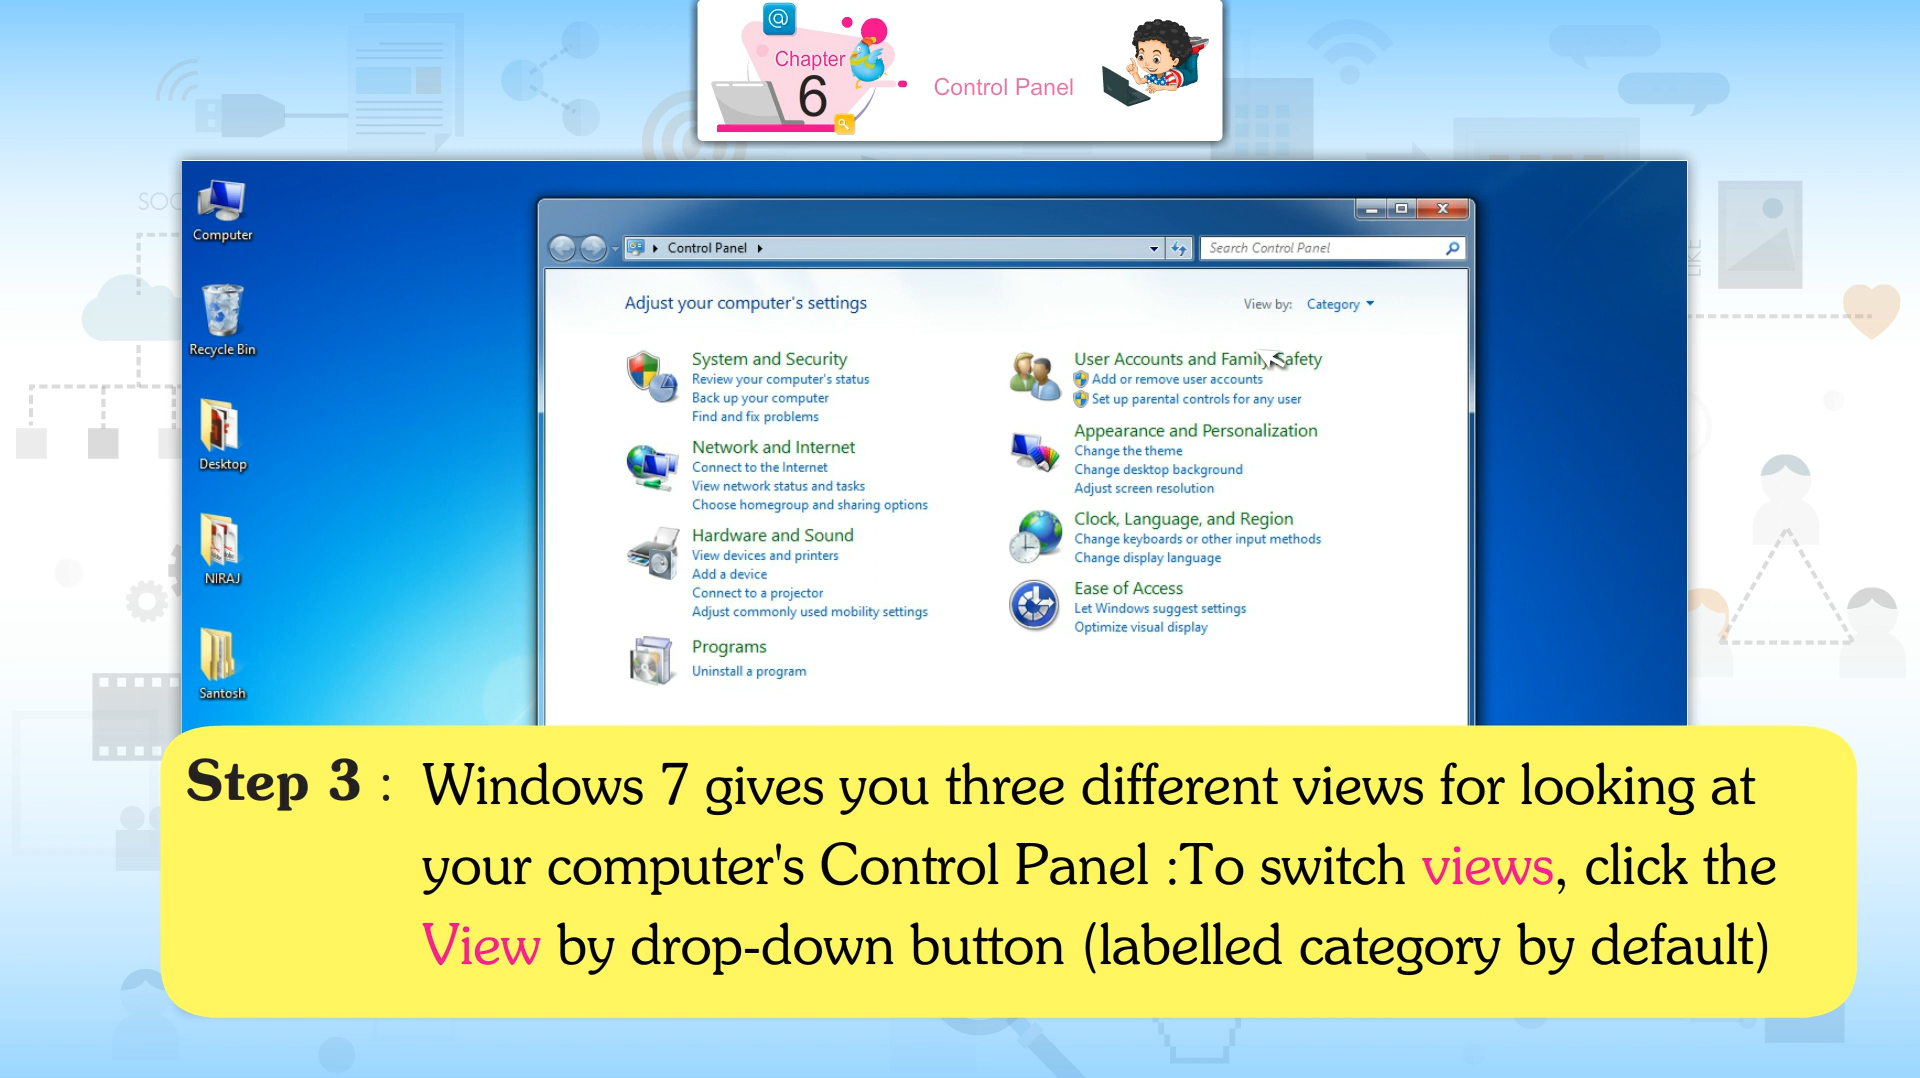 @
Chapter
6
Control Panel
SOC
LIKE
Computer
Recycle Bin
Desktop
NIRAJ
Santosh
Control Panel
Search Control Panel
Adjust your computer's settings
View by: Category
System and Security
Review your computer's status
Back up your computer
Find and fix problems
Network and Internet
Connect to the Internet
View network status and tasks
Choose homegroup and sharing options
Hardware and Sound
View devices and printers
Add a device
Connect to a projector
Adjust commonly used mobility settings
Programs
Uninstall a program
User Accounts and Family Safety
Add or remove user accounts
Set up parental controls for any user
Appearance and Personalization
Change the theme
Change desktop background
Adjust screen resolution
Clock, Language, and Region
Change keyboards or other input methods
Change display language
Ease of Access
Let Windows suggest settings
Optimize visual display
Step 3 : Windows 7 gives you three different views for looking at
your computer's Control Panel :To switch views, click the
View by drop-down button (labelled category by default)